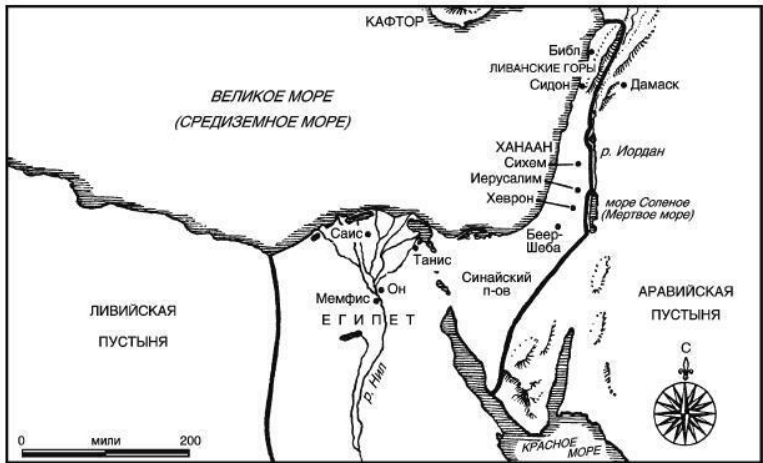 КАФТОР
Библ
ЛИВАНСКИЕ ГОРЫ
Сидон
Дамаск
ВЕЛИКОЕ МОРЕ
(СРЕДИЗЕМНОЕ МОРЕ)
ХАНААН
р. Иордан
Сихем
Иерусалим
Хеврон
море Соленое
(Мертвое море)
Саис
Беер-
Шеба
Танис
Синайский
п-ов
Он
Мемфис
ЛИВИЙСКАЯ
ПУСТЫНЯ
ЕГИПЕТ
АРАВИЙСКАЯ
ПУСТЫНЯ
р. Нил
С
0 мили 200
КРАСНОЕ
МОРЕ